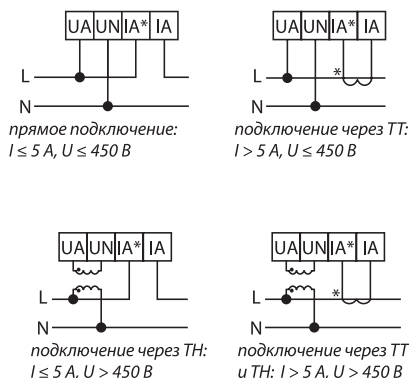 UA UN IA* IA
L
N
прямое подключение:
I ≤ 5 А, U ≤ 450 В
UA UN IA* IA
L *
N
подключение через ТТ:
I > 5 А, U ≤ 450 В
UA UN IA* IA
L
N
подключение через ТН:
I ≤ 5 А, U > 450 В
UA UN IA* IA
L *
N
подключение через ТТ
и ТН: I > 5 А, U > 450 В